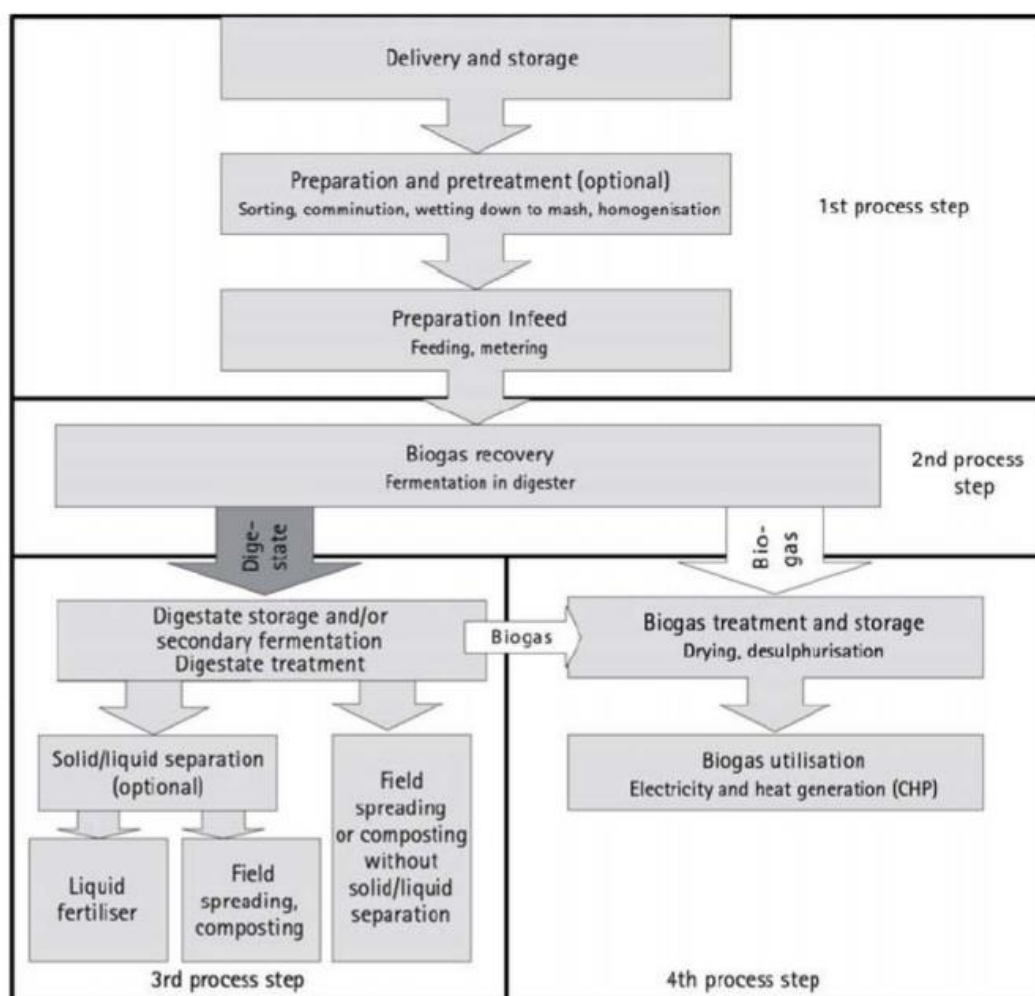 Delivery and storage
Preparation and pretreatment (optional)
Sorting, comminution, wetting down to mash, homogenisation
1st process step
Preparation Infeed
Feeding, metering
Biogas recovery
Fermentation in digester
2nd process
step
Dige-
state
Bio-
gas
Digestate storage and/or
secondary fermentation
Digestate treatment
Biogas
Biogas treatment and storage
Drying, desulphurisation
Solid/liquid separation
(optional)
Field
spreading
or composting
without
solid/liquid
separation
Biogas utilisation
Electricity and heat generation (CHP)
Liquid
fertiliser
Field
spreading,
composting
3rd process step
4th process step